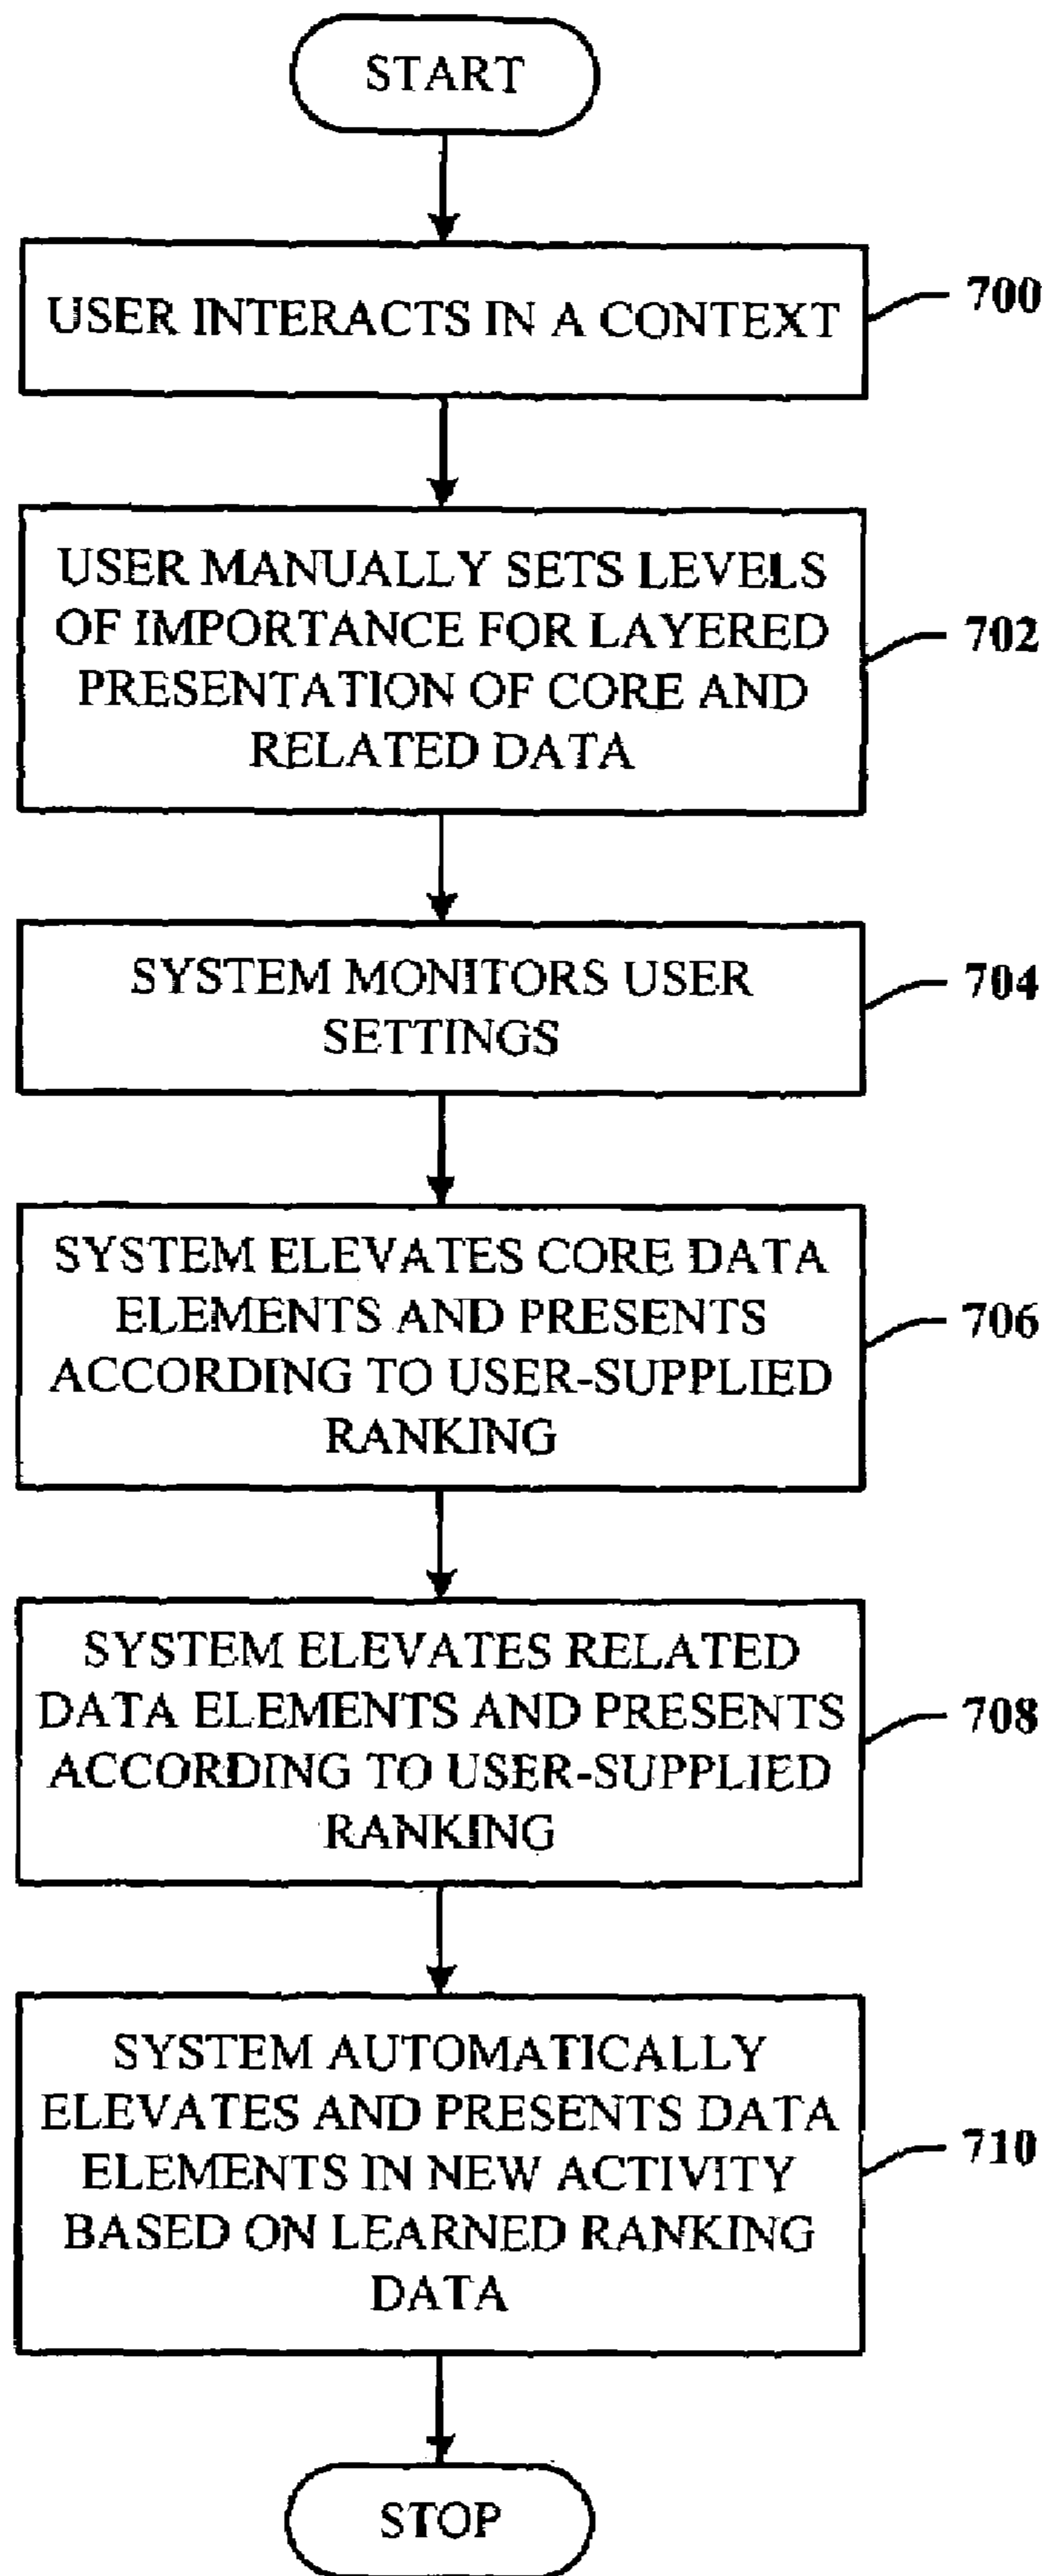 START
USER INTERACTS IN A CONTEXT
700
USER MANUALLY SETS LEVELS
OF IMPORTANCE FOR LAYERED
PRESENTATION OF CORE AND
RELATED DATA
702
SYSTEM MONITORS USER
SETTINGS
704
SYSTEM ELEVATES CORE DATA
ELEMENTS AND PRESENTS
ACCORDING TO USER-SUPPLIED
RANKING
706
SYSTEM ELEVATES RELATED
DATA ELEMENTS AND PRESENTS
ACCORDING TO USER-SUPPLIED
RANKING
708
SYSTEM AUTOMATICALLY
ELEVATES AND PRESENTS DATA
ELEMENTS IN NEW ACTIVITY
BASED ON LEARNED RANKING
DATA
710
STOP